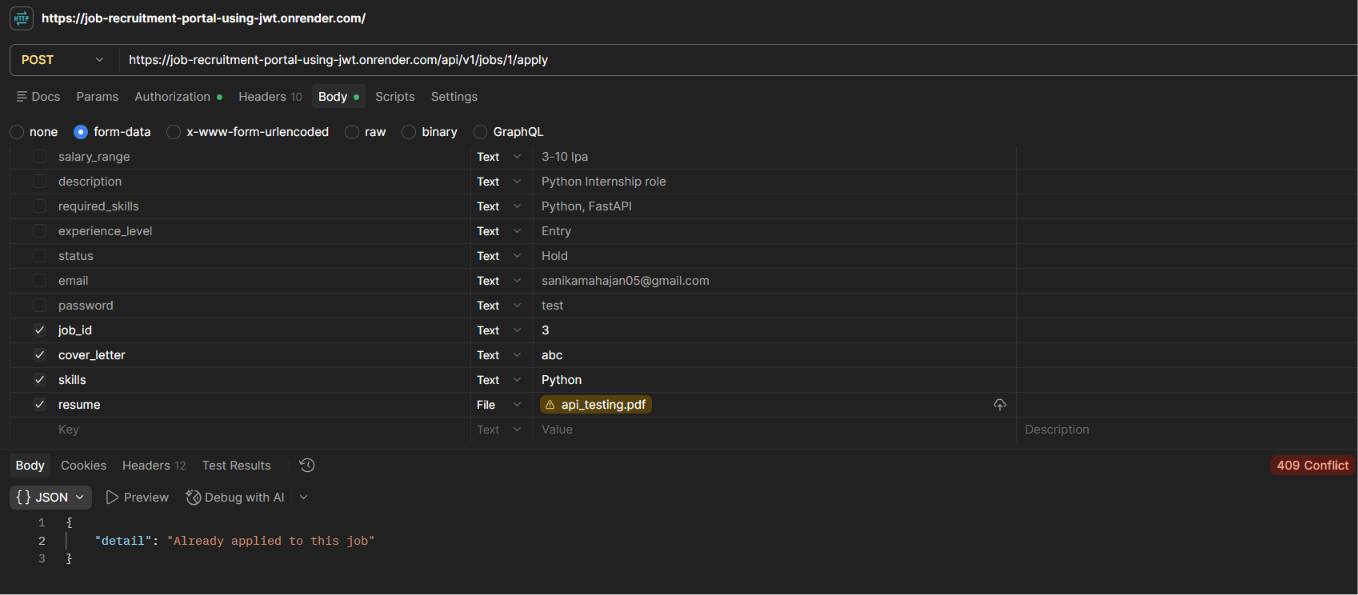 HTTP https://job-recruitment-portal-using-jwt.onrender.com/
POST https://job-recruitment-portal-using-jwt.onrender.com/api/v1/jobs/1/apply
Docs Params Authorization Headers 10 Body Scripts Settings
none form-data x-www-form-urlencoded raw binary GraphQL
salary_range Text 3-10 lpa
description Text Python Internship role
required_skills Text Python, FastAPI
experience_level Text Entry
status Text Hold
email Text sanikamahajan05@gmail.com
password Text test
job_id Text 3
cover_letter Text abc
skills Text Python
resume File api_testing.pdf
Key Text Value Description
Body Cookies Headers 12 Test Results 409 Conflict
{} JSON Preview Debug with AI
1 {
2 "detail": "Already applied to this job"
3 }